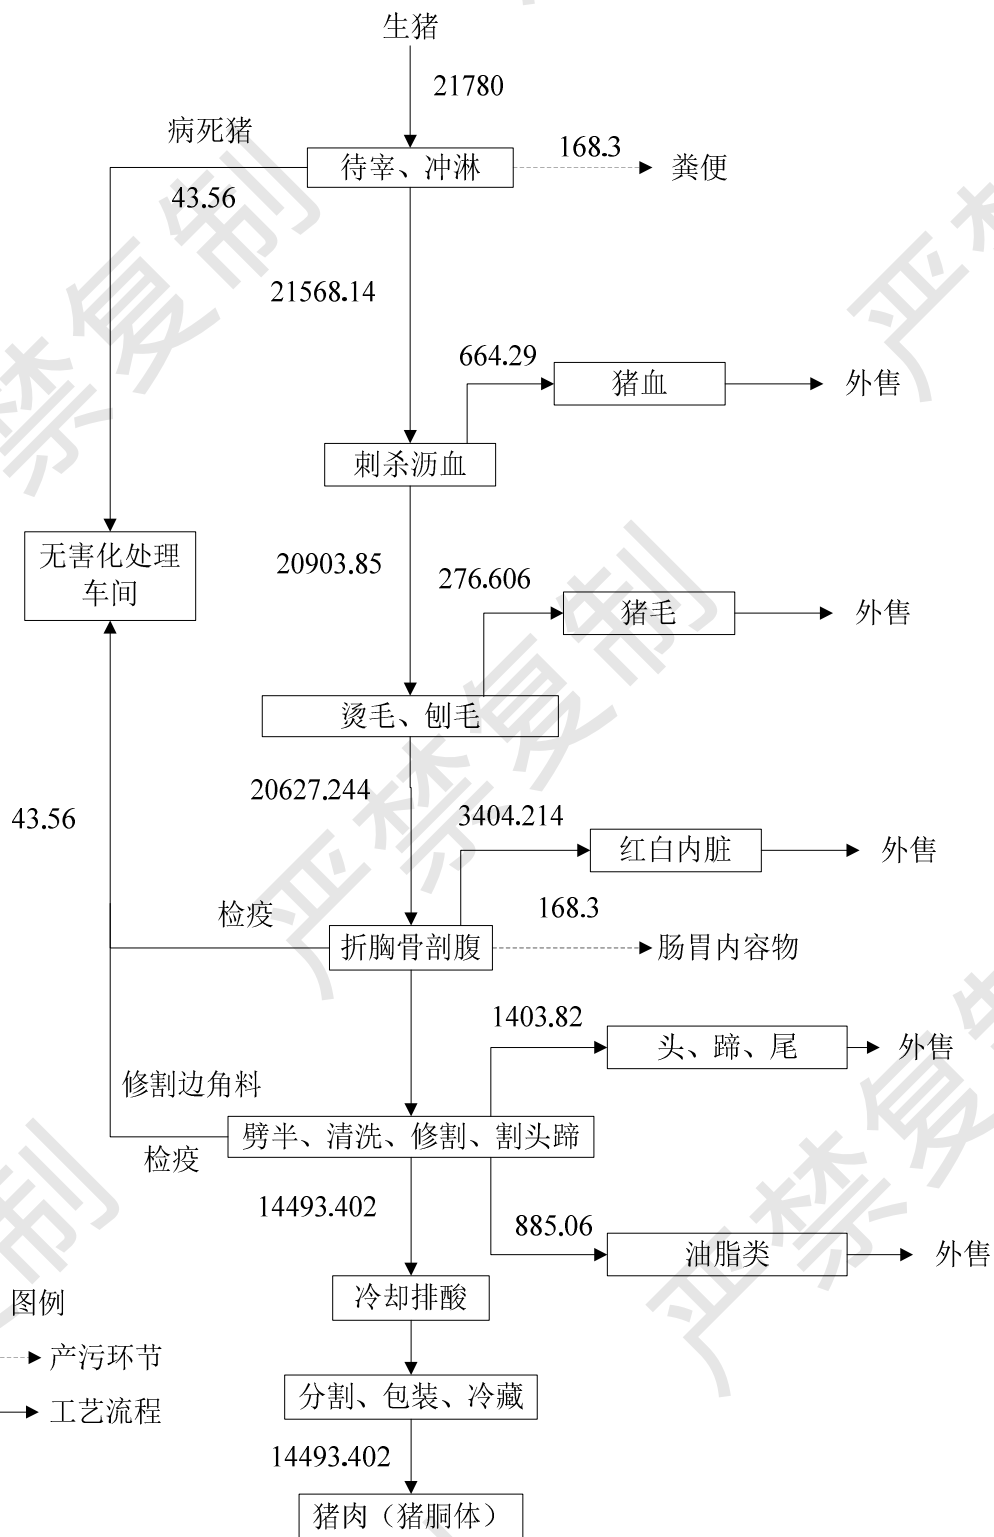 生猪
21780
病死猪
168.3
待宰、冲淋
粪便
43.56
21568.14
664.29
猪血
外售
刺杀沥血
无害化处理
车间
20903.85
276.606
猪毛
外售
烫毛、刨毛
20627.244
43.56
3404.214
红白内脏
外售
检疫
168.3
折胸骨剖腹
肠胃内容物
1403.82
头、蹄、尾
外售
修割边角料
劈半、清洗、修割、割头蹄
检疫
14493.402
885.06
油脂类
外售
冷却排酸
图例
产污环节
分割、包装、冷藏
工艺流程
14493.402
猪肉（猪胴体）
严禁复制
严禁复制
严禁复制